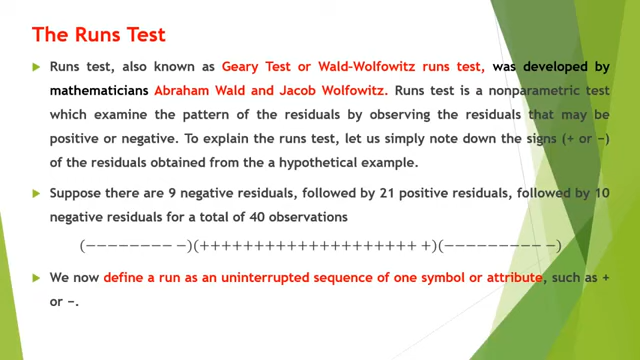 The Runs Test
Runs test, also known as Geary Test or Wald–Wolfowitz runs test, was developed by
mathematicians Abraham Wald and Jacob Wolfowitz. Runs test is a nonparametric test
which examine the pattern of the residuals by observing the residuals that may be
positive or negative. To explain the runs test, let us simply note down the signs (+ or −)
of the residuals obtained from the a hypothetical example.
Suppose there are 9 negative residuals, followed by 21 positive residuals, followed by 10
negative residuals for a total of 40 observations
(−−−−−−−−−)(+++++++++++++++++++++)(−−−−−−−−−−)
We now define a run as an uninterrupted sequence of one symbol or attribute, such as +
or −.